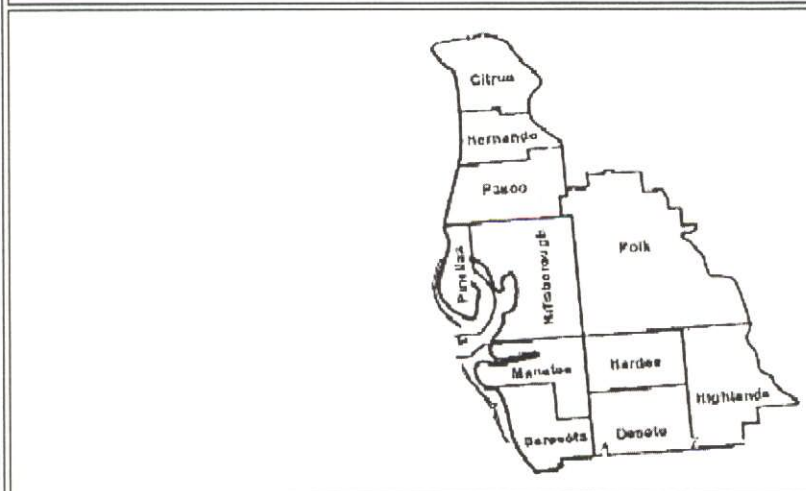 Citrus
Hernando
Pasco
Pinellas
Hillsborough
Polk
Manatee
Hardee
Highlands
Sarasota
Desoto